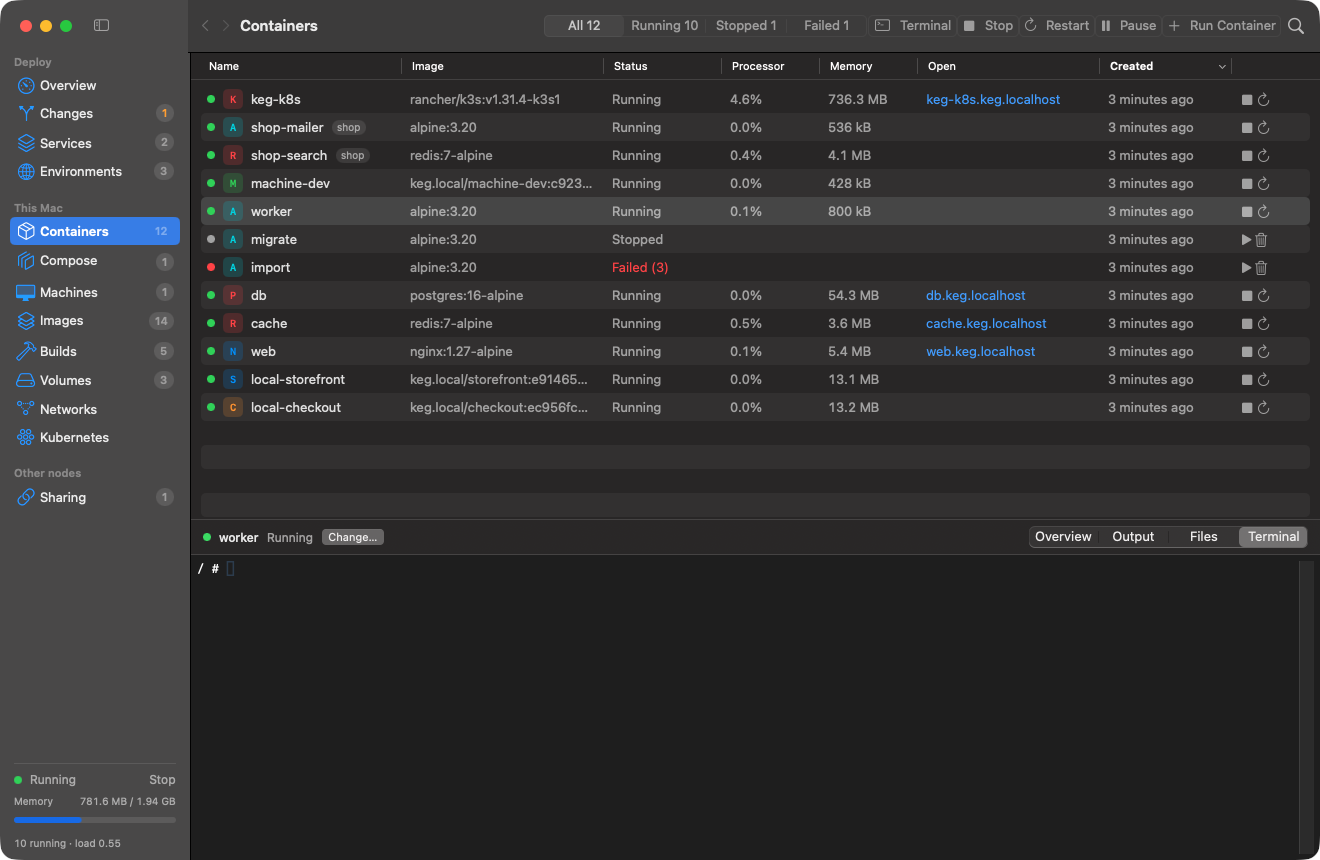 Containers
All 12 Running 10 Stopped 1 Failed 1 Terminal Stop Restart Pause Run Container
Deploy
Overview
Changes 1
Services 2
Environments 3
This Mac
Containers 12
Compose 1
Machines 1
Images 14
Builds 5
Volumes 3
Networks
Kubernetes
Other nodes
Sharing 1
Running Stop
Memory 781.6 MB / 1.94 GB
10 running · load 0.55
Name Image Status Processor Memory Open Created
K keg-k8s rancher/k3s:v1.31.4-k3s1 Running 4.6% 736.3 MB keg-k8s.keg.localhost 3 minutes ago
A shop-mailer shop alpine:3.20 Running 0.0% 536 kB 3 minutes ago
R shop-search shop redis:7-alpine Running 0.4% 4.1 MB 3 minutes ago
M machine-dev keg.local/machine-dev:c923... Running 0.0% 428 kB 3 minutes ago
A worker alpine:3.20 Running 0.1% 800 kB 3 minutes ago
A migrate alpine:3.20 Stopped 3 minutes ago
A import alpine:3.20 Failed (3) 3 minutes ago
P db postgres:16-alpine Running 0.0% 54.3 MB db.keg.localhost 3 minutes ago
R cache redis:7-alpine Running 0.5% 3.6 MB cache.keg.localhost 3 minutes ago
N web nginx:1.27-alpine Running 0.1% 5.4 MB web.keg.localhost 3 minutes ago
S local-storefront keg.local/storefront:e91465... Running 0.0% 13.1 MB 3 minutes ago
C local-checkout keg.local/checkout:ec956fc... Running 0.0% 13.2 MB 3 minutes ago
worker Running Change... Overview Output Files Terminal
/ #